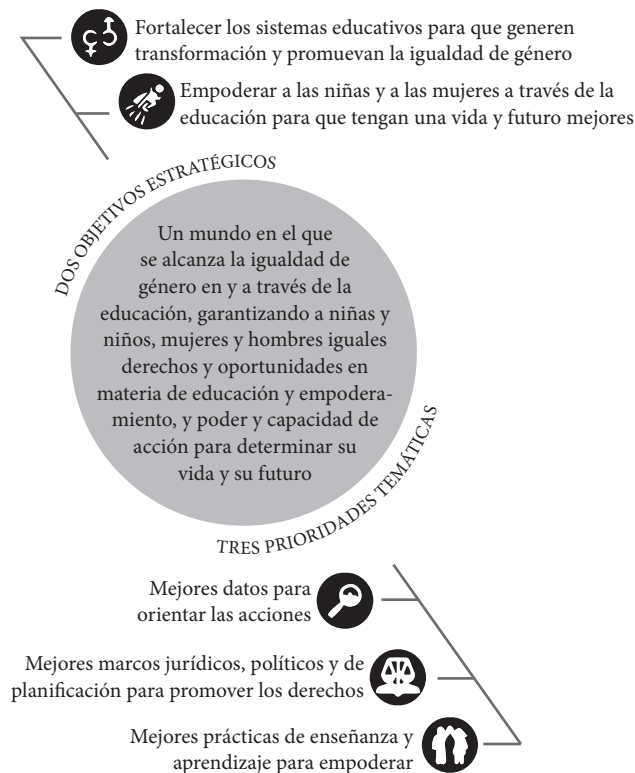 Fortalecer los sistemas educativos para que generen
transformación y promuevan la igualdad de género
Empoderar a las niñas y a las mujeres a través de la
educación para que tengan una vida y futuro mejores
DOS OBJETIVOS ESTRATÉGICOS
Un mundo en el que
se alcanza la igualdad de
género en y a través de la
educación, garantizando a niñas y
niños, mujeres y hombres iguales
derechos y oportunidades en
materia de educación y empodera-
miento, y poder y capacidad de
acción para determinar su
vida y su futuro
TRES PRIORIDADES TEMÁTICAS
Mejores datos para
orientar las acciones
Mejores marcos jurídicos, políticos y de
planificación para promover los derechos
Mejores prácticas de enseñanza y
aprendizaje para empoderar